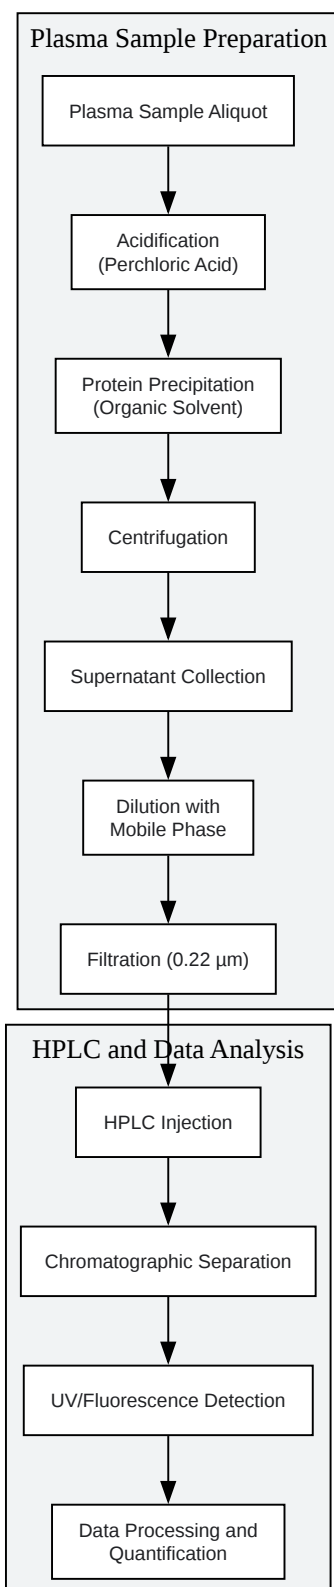 Plasma Sample Preparation
Plasma Sample Aliquot
Acidification
(Perchloric Acid)
Protein Precipitation
(Organic Solvent)
Centrifugation
Supernatant Collection
Dilution with
Mobile Phase
Filtration (0.22 µm)
HPLC and Data Analysis
HPLC Injection
Chromatographic Separation
UV/Fluorescence Detection
Data Processing and
Quantification